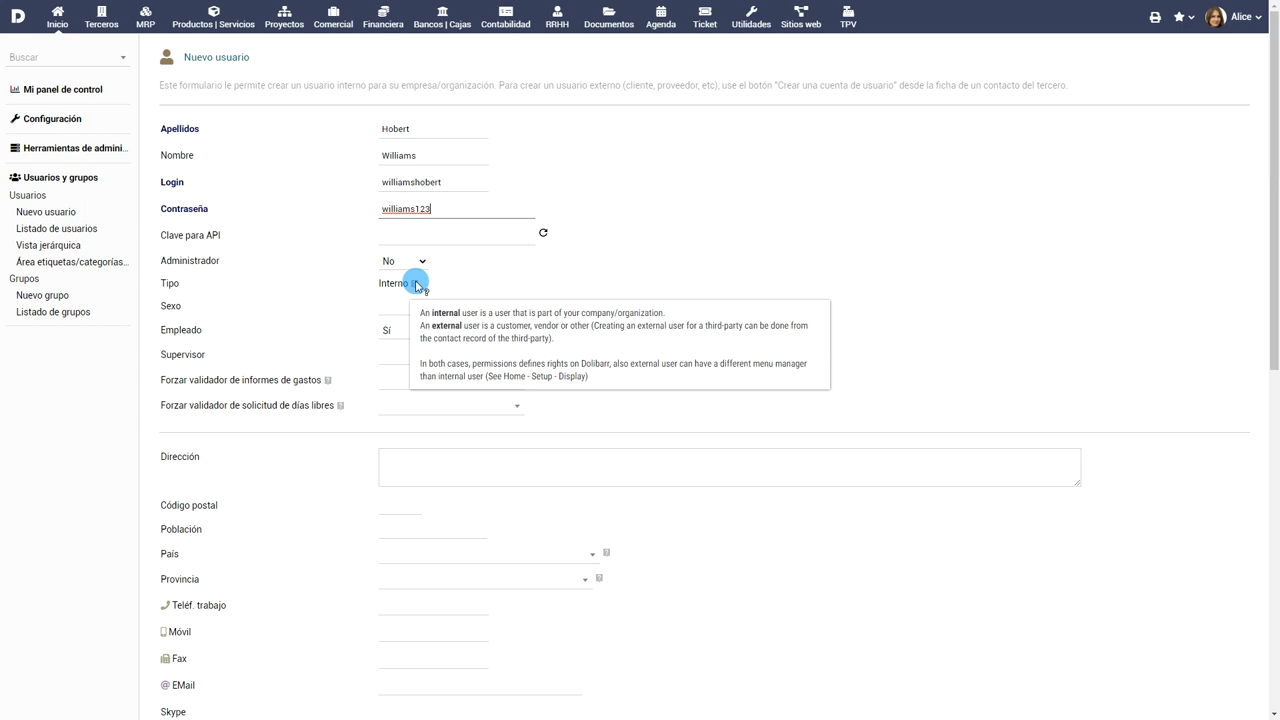 Inicio
Terceros
MRP
Productos | Servicios
Proyectos
Comercial
Financiera
Bancos | Cajas
Contabilidad
RRHH
Documentos
Agenda
Ticket
Utilidades
Sitios web
TPV
Alice
Buscar
Mi panel de control
Configuración
Herramientas de admini...
Usuarios y grupos
Usuarios
Nuevo usuario
Listado de usuarios
Vista jerárquica
Área etiquetas/categorías...
Grupos
Nuevo grupo
Listado de grupos
Nuevo usuario
Este formulario le permite crear un usuario interno para su empresa/organización. Para crear un usuario externo (cliente, proveedor, etc), use el botón "Crear una cuenta de usuario" desde la ficha de un contacto del tercero.
Apellidos Hobert
Nombre Williams
Login williamshobert
Contraseña williams123
Clave para API
Administrador No
Tipo Interno
Sexo
Empleado Sí
Supervisor
Forzar validador de informes de gastos
Forzar validador de solicitud de días libres
An internal user is a user that is part of your company/organization.
An external user is a customer, vendor or other (Creating an external user for a third-party can be done from
the contact record of the third-party).
In both cases, permissions defines rights on Dolibarr, also external user can have a different menu manager
than internal user (See Home - Setup - Display)
Dirección
Código postal
Población
País
Provincia
Teléf. trabajo
Móvil
Fax
@ EMail
Skype